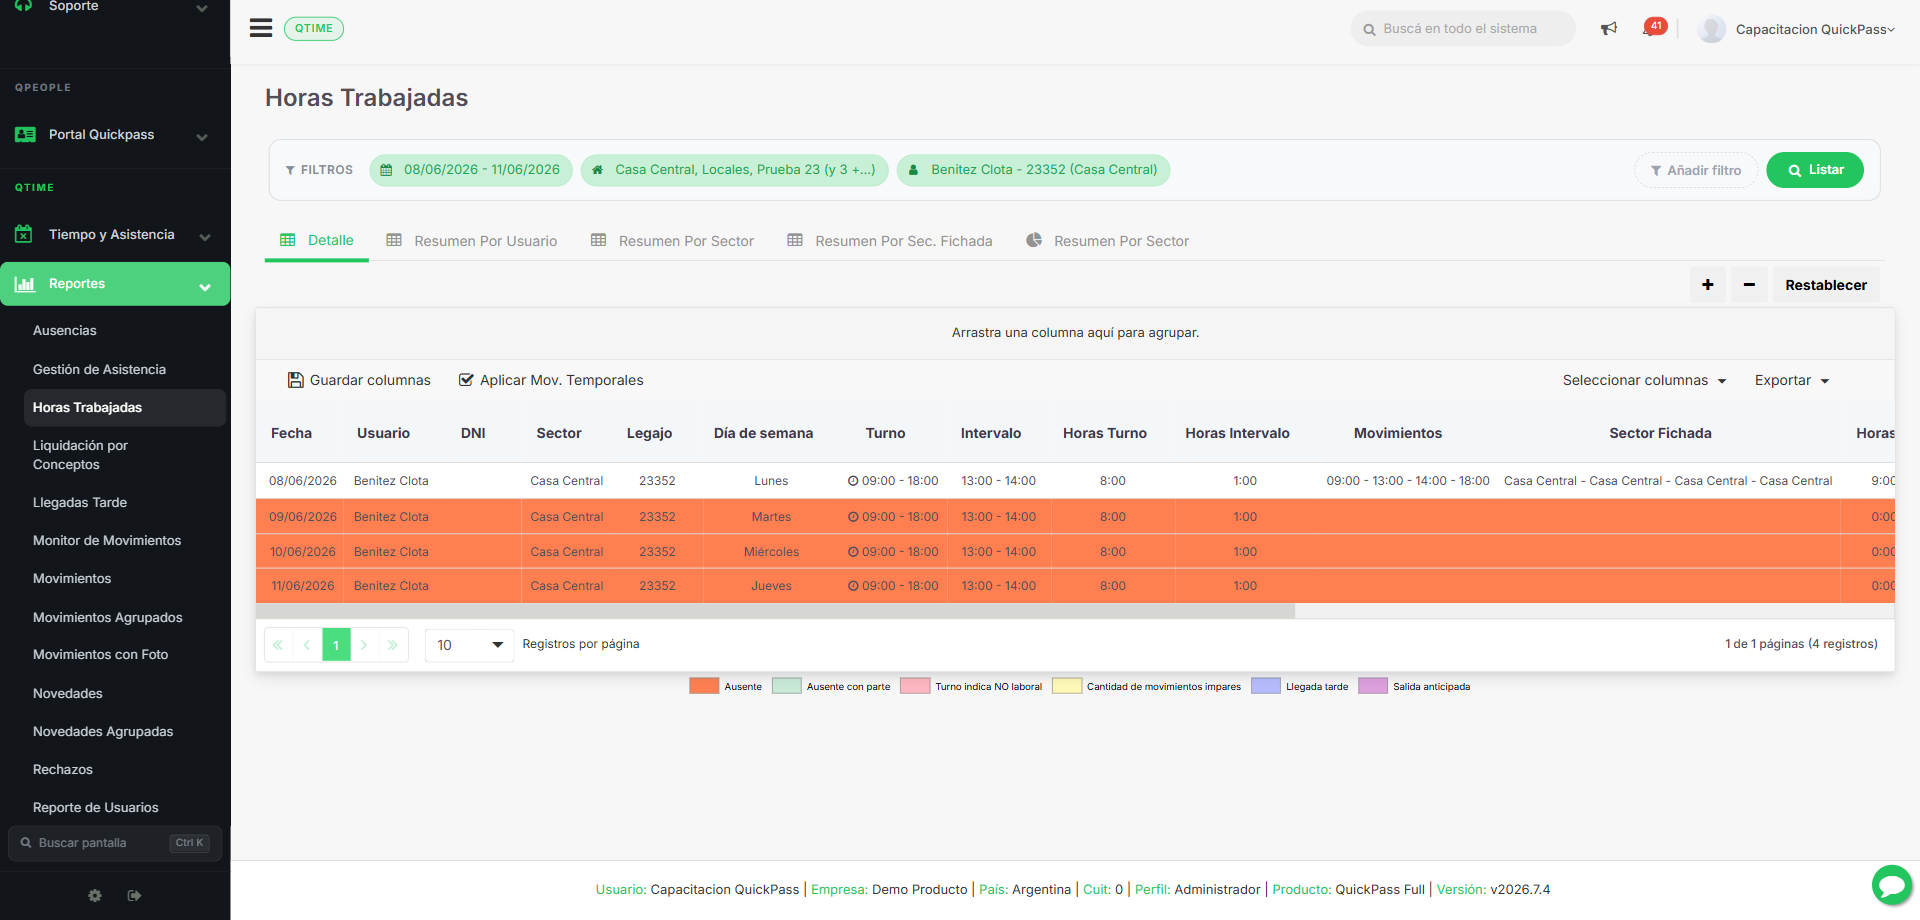 Soporte
QPEOPLE
Portal Quickpass
QTIME
Tiempo y Asistencia
Reportes
Ausencias
Gestión de Asistencia
Horas Trabajadas
Liquidación por
Conceptos
Llegadas Tarde
Monitor de Movimientos
Movimientos
Movimientos Agrupados
Movimientos con Foto
Novedades
Novedades Agrupadas
Rechazos
Reporte de Usuarios
Buscar pantalla Ctrl K
QTIME
Buscá en todo el sistema
41
Capacitacion QuickPass
Horas Trabajadas
FILTROS 08/06/2026 - 11/06/2026 Casa Central, Locales, Prueba 23 (y 3 +...) Benitez Clota - 23352 (Casa Central) Añadir filtro Listar
Detalle Resumen Por Usuario Resumen Por Sector Resumen Por Sec. Fichada Resumen Por Sector
+ - Restablecer
Arrastra una columna aquí para agrupar.
Guardar columnas Aplicar Mov. Temporales Seleccionar columnas Exportar
Fecha Usuario DNI Sector Legajo Día de semana Turno Intervalo Horas Turno Horas Intervalo Movimientos Sector Fichada Horas
08/06/2026 Benitez Clota Casa Central 23352 Lunes 09:00 - 18:00 13:00 - 14:00 8:00 1:00 09:00 - 13:00 - 14:00 - 18:00 Casa Central - Casa Central - Casa Central - Casa Central 9:00
09/06/2026 Benitez Clota Casa Central 23352 Martes 09:00 - 18:00 13:00 - 14:00 8:00 1:00 0:00
10/06/2026 Benitez Clota Casa Central 23352 Miércoles 09:00 - 18:00 13:00 - 14:00 8:00 1:00 0:00
11/06/2026 Benitez Clota Casa Central 23352 Jueves 09:00 - 18:00 13:00 - 14:00 8:00 1:00 0:00
« ‹ 1 › » 10 Registros por página 1 de 1 páginas (4 registros)
Ausente Ausente con parte Turno indica NO laboral Cantidad de movimientos impares Llegada tarde Salida anticipada
Usuario: Capacitacion QuickPass | Empresa: Demo Producto | País: Argentina | Cuit: 0 | Perfil: Administrador | Producto: QuickPass Full | Versión: v2026.7.4